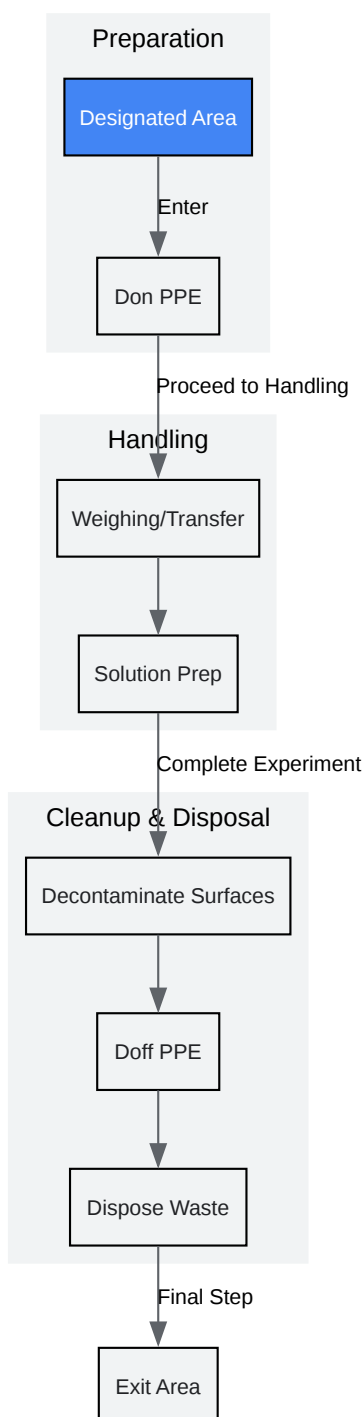 Preparation
Designated Area
Enter
Don PPE
Proceed to Handling
Handling
Weighing/Transfer
Solution Prep
Complete Experiment
Cleanup & Disposal
Decontaminate Surfaces
Doff PPE
Dispose Waste
Final Step
Exit Area